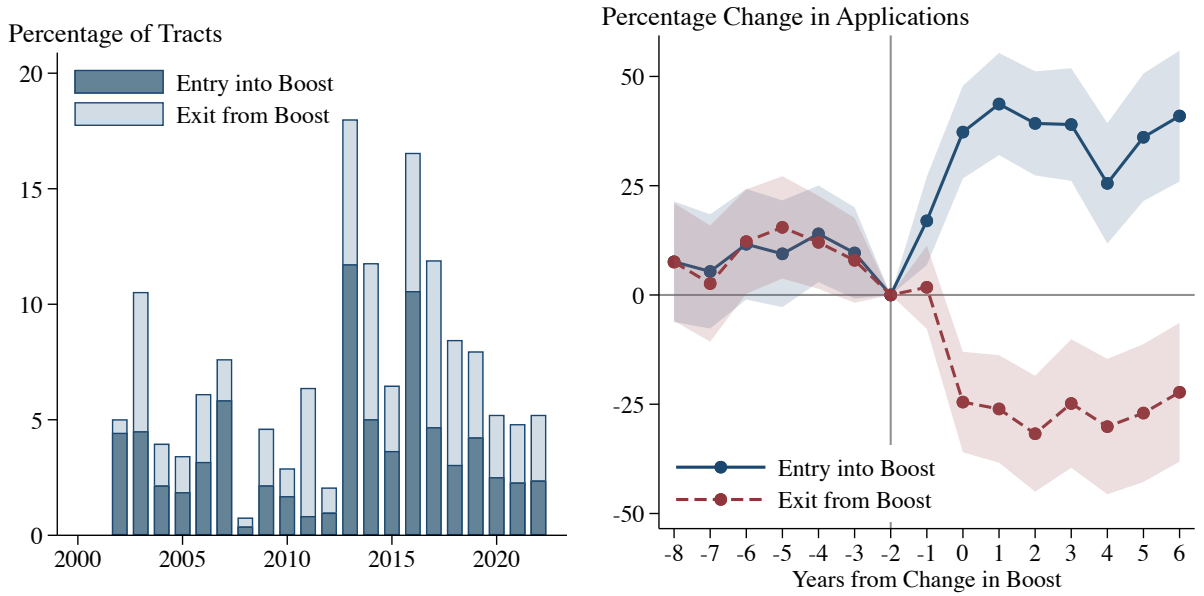 Percentage of Tracts
20
15
10
5
0
Entry into Boost
Exit from Boost
2000 2005 2010 2015 2020
Percentage Change in Applications
50
25
0
-25
-50
Entry into Boost
Exit from Boost
-8 -7 -6 -5 -4 -3 -2 -1 0 1 2 3 4 5 6
Years from Change in Boost